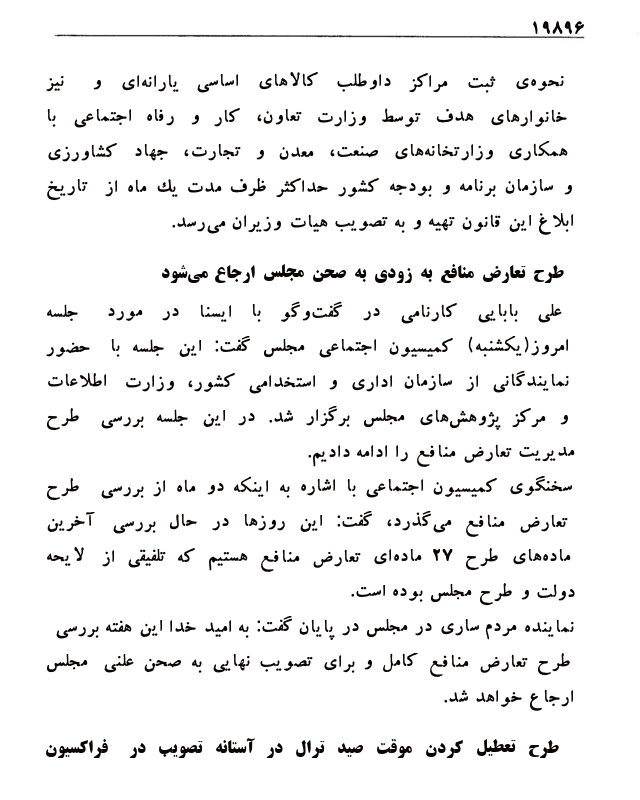 ۱۹۸۹۶
نحوه‌ی ثبت مراکز داوطلب کالاهای اساسی یارانه‌ای و نیز
خانوارهای هدف توسط وزارت تعاون، کار و رفاه اجتماعی با
همکاری وزارتخانه‌های صنعت، معدن و تجارت، جهاد کشاورزی
و سازمان برنامه و بودجه کشور حداکثر ظرف مدت یك ماه از تاریخ
ابلاغ این قانون تهیه و به تصویب هیات وزیران می‌رسد.
طرح تعارض منافع به زودی به صحن مجلس ارجاع می‌شود
علی بابایی کارنامی در گفت‌وگو با ایسنا در مورد جلسه
امروز(یکشنبه) کمیسیون اجتماعی مجلس گفت: این جلسه با حضور
نمایندگانی از سازمان اداری و استخدامی کشور، وزارت اطلاعات
و مرکز پژوهش‌های مجلس برگزار شد. در این جلسه بررسی طرح
مدیریت تعارض منافع را ادامه دادیم.
سخنگوی کمیسیون اجتماعی با اشاره به اینکه دو ماه از بررسی طرح
تعارض منافع می‌گذرد، گفت: این روزها در حال بررسی آخرین
ماده‌های طرح ۲۷ ماده‌ای تعارض منافع هستیم که تلفیقی از لایحه
دولت و طرح مجلس بوده است.
نماینده مردم ساری در مجلس در پایان گفت: به امید خدا این هفته بررسی
طرح تعارض منافع کامل و برای تصویب نهایی به صحن علنی مجلس
ارجاع خواهد شد.
طرح تعطیل کردن موقت صید ترال در آستانه تصویب در فراکسیون